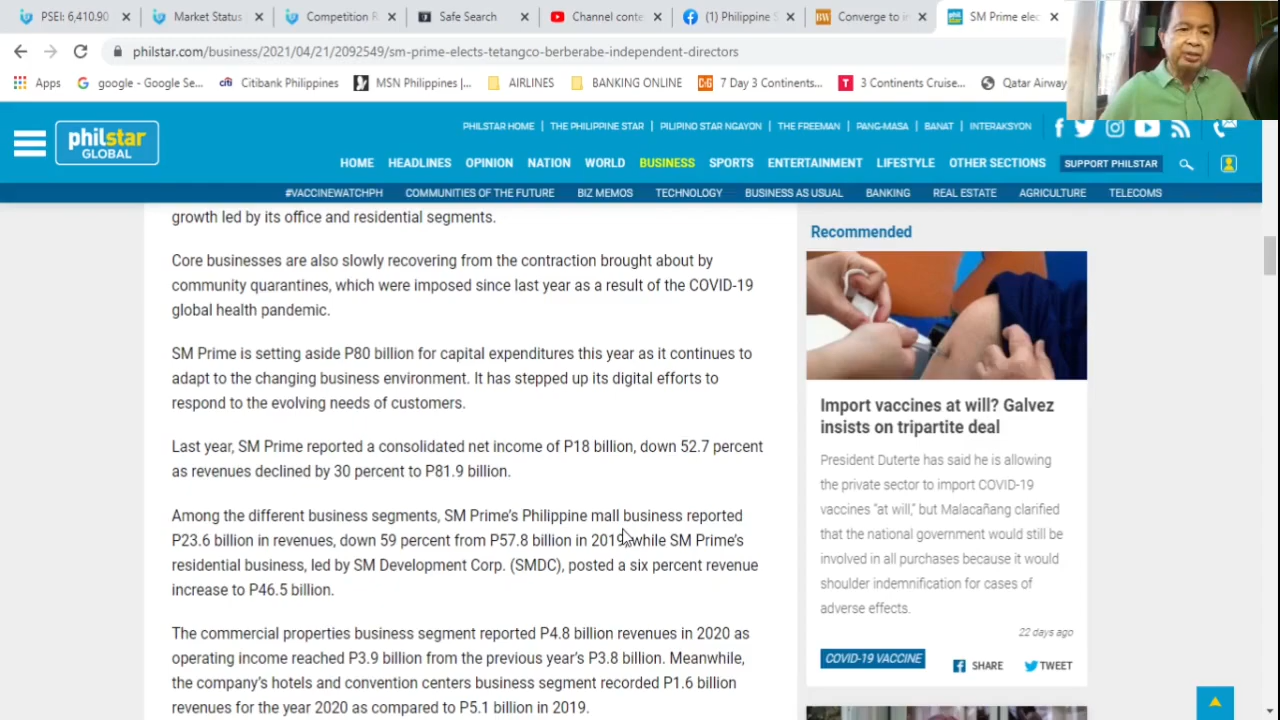 PSEI: 6,410.90
Market Status
Competition R
Safe Search
Channel conte
(1) Philippine S
Converge to i
SM Prime elec
philstar.com/business/2021/04/21/2092549/sm-prime-elects-tetangco-berberabe-independent-directors
Apps
google - Google Se...
Citibank Philippines
MSN Philippines |...
AIRLINES
BANKING ONLINE
7 Day 3 Continents...
3 Continents Cruise...
Qatar Airway
philstar
GLOBAL
PHILSTAR HOME | THE PHILIPPINE STAR | PILIPINO STAR NGAYON | THE FREEMAN | PANG-MASA | BANAT | INTERAKSYON
HOME HEADLINES OPINION NATION WORLD BUSINESS SPORTS ENTERTAINMENT LIFESTYLE OTHER SECTIONS SUPPORT PHILSTAR
#VACCINEWATCHPH COMMUNITIES OF THE FUTURE BIZ MEMOS TECHNOLOGY BUSINESS AS USUAL BANKING REAL ESTATE AGRICULTURE TELECOMS
growth led by its office and residential segments.
Core businesses are also slowly recovering from the contraction brought about by
community quarantines, which were imposed since last year as a result of the COVID-19
global health pandemic.
SM Prime is setting aside P80 billion for capital expenditures this year as it continues to
adapt to the changing business environment. It has stepped up its digital efforts to
respond to the evolving needs of customers.
Last year, SM Prime reported a consolidated net income of P18 billion, down 52.7 percent
as revenues declined by 30 percent to P81.9 billion.
Among the different business segments, SM Prime's Philippine mall business reported
P23.6 billion in revenues, down 59 percent from P57.8 billion in 2019, while SM Prime's
residential business, led by SM Development Corp. (SMDC), posted a six percent revenue
increase to P46.5 billion.
The commercial properties business segment reported P4.8 billion revenues in 2020 as
operating income reached P3.9 billion from the previous year's P3.8 billion. Meanwhile,
the company's hotels and convention centers business segment recorded P1.6 billion
revenues for the year 2020 as compared to P5.1 billion in 2019.
Recommended
Import vaccines at will? Galvez
insists on tripartite deal
President Duterte has said he is allowing
the private sector to import COVID-19
vaccines "at will," but Malacañang clarified
that the national government would still be
involved in all purchases because it would
shoulder indemnification for cases of
adverse effects.
22 days ago
COVID-19 VACCINE
SHARE
TWEET